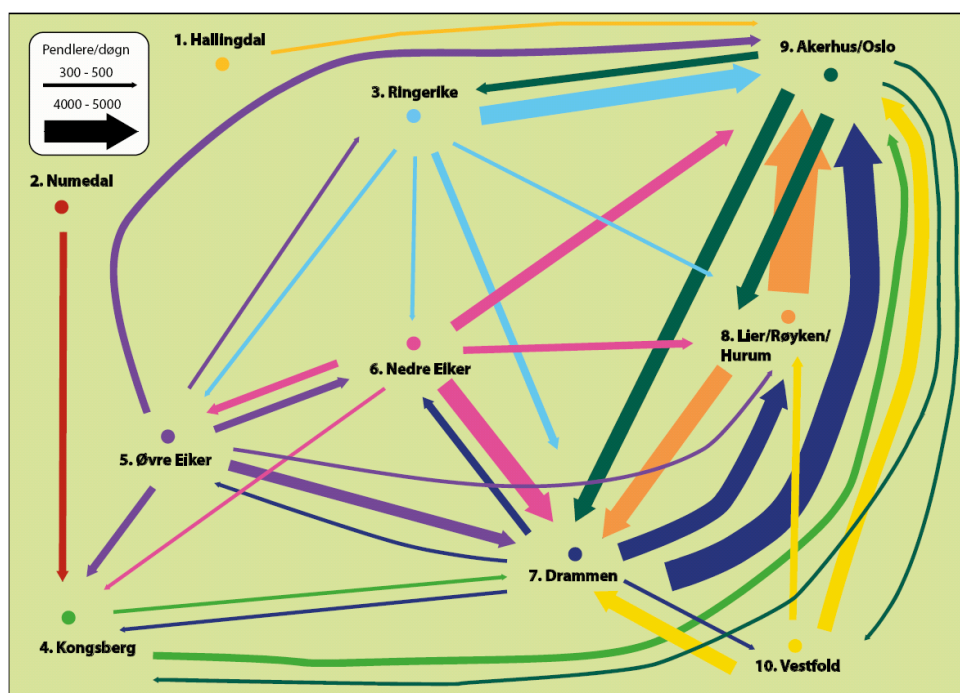 Pendlere/døgn
300 - 500
4000 - 5000
1. Hallingdal
9. Akerhus/Oslo
3. Ringerike
2. Numedal
8. Lier/Røyken/
Hurum
6. Nedre Eiker
5. Øvre Eiker
7. Drammen
4. Kongsberg
10. Vestfold